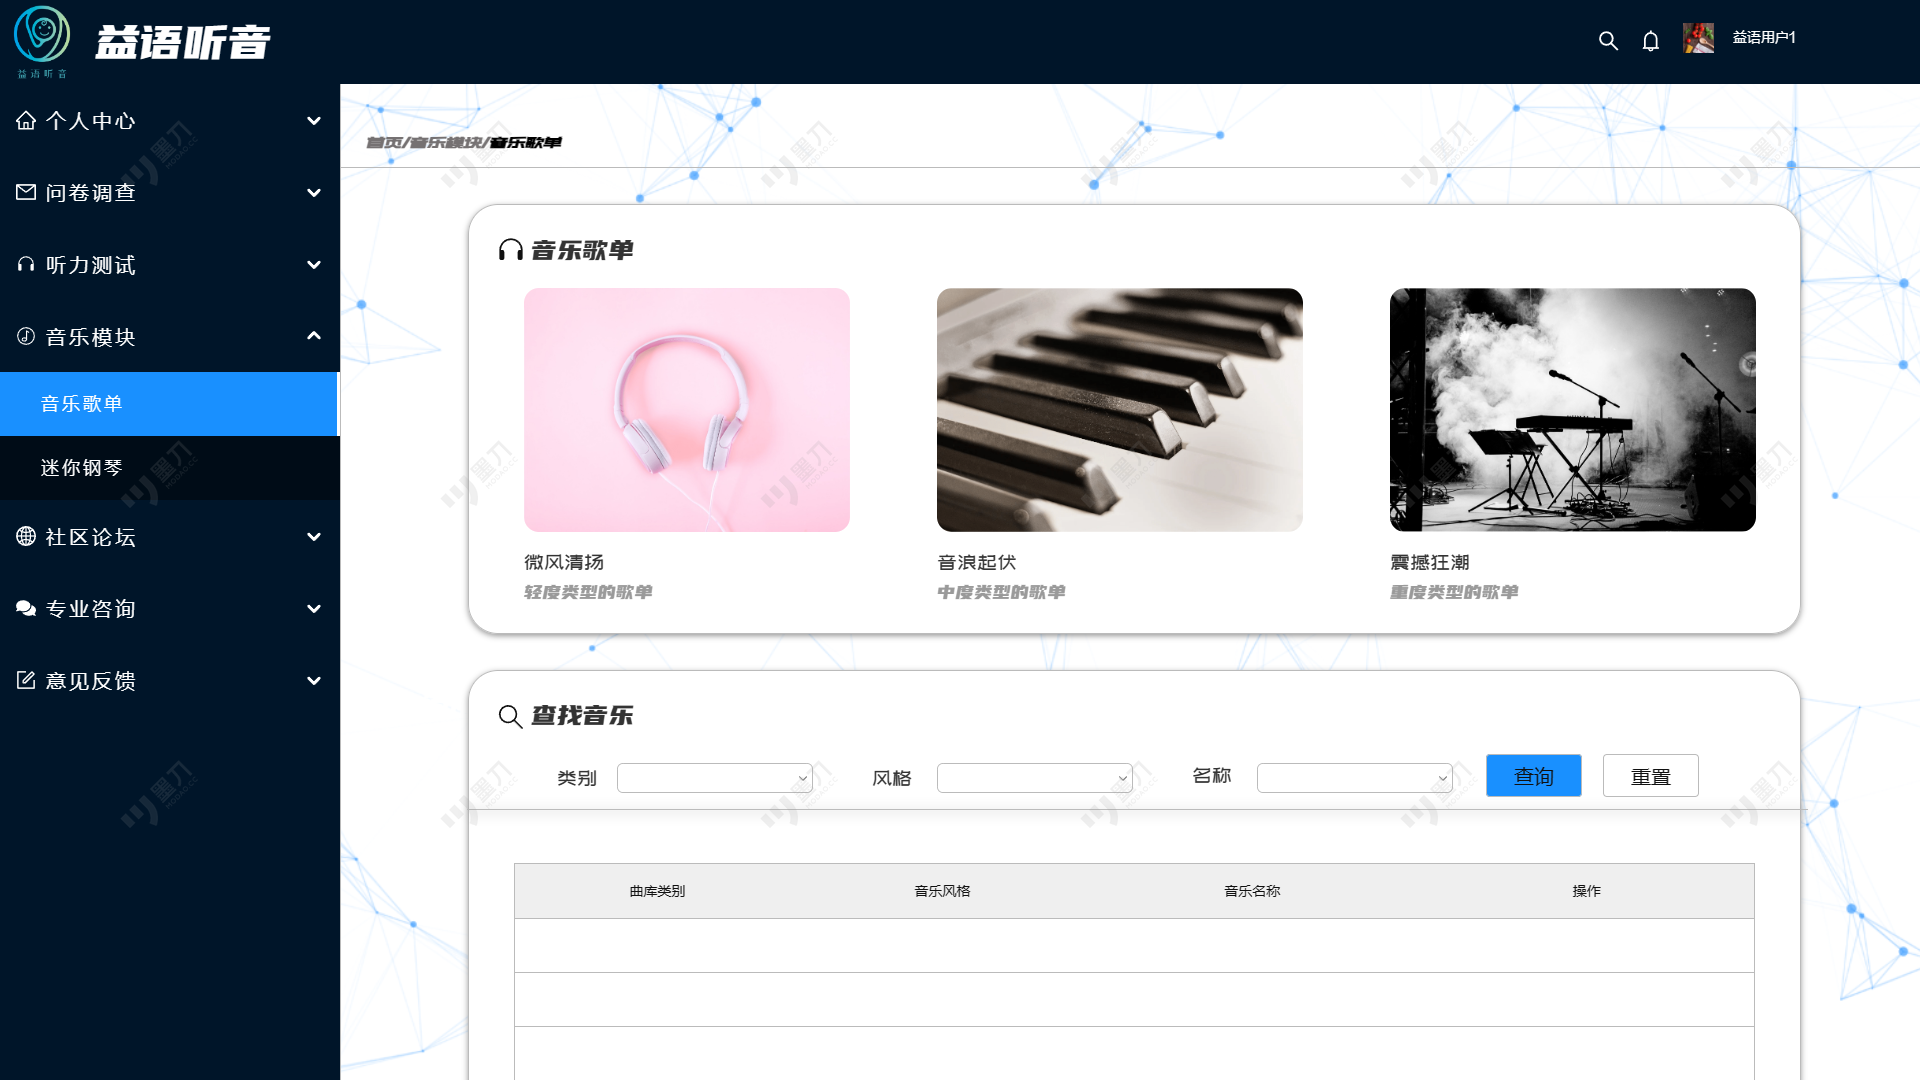 益语听音
益语听音
益语用户1
个人中心
问卷调查
听力测试
音乐模块
音乐歌单
迷你钢琴
社区论坛
专业咨询
意见反馈
首页/音乐模块/音乐歌单
音乐歌单
微风清扬
轻度类型的歌单
音浪起伏
中度类型的歌单
震撼狂潮
重度类型的歌单
查找音乐
类别
风格
名称
查询
重置
曲库类别 音乐风格 音乐名称 操作
墨刀
MODAO.CC